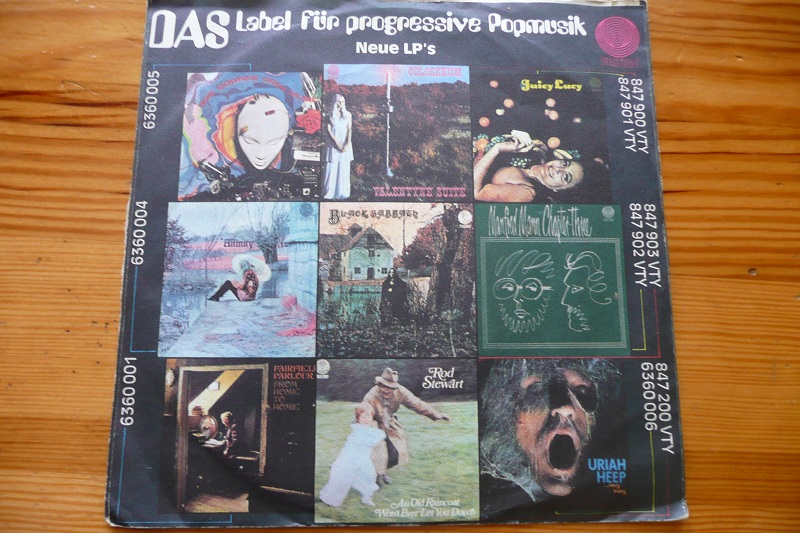 DAS Label für progressive Popmusik
Neue LP's
6360 005
COLOSSEUM
VALENTYNE SUITE
Juicy Lucy
847 900 VTY
847 901 VTY
6360 004
Affinity
BLACK SABBATH
Manfred Mann Chapter Three
847 903 VTY
847 902 VTY
6360 001
FAIRFIELD
PARLOUR
FROM
HOME
TO
HOME
Rod
Stewart
An Old Raincoat
Won't Ever Let You Down
URIAH
HEEP
847 200 VTY
6360 006